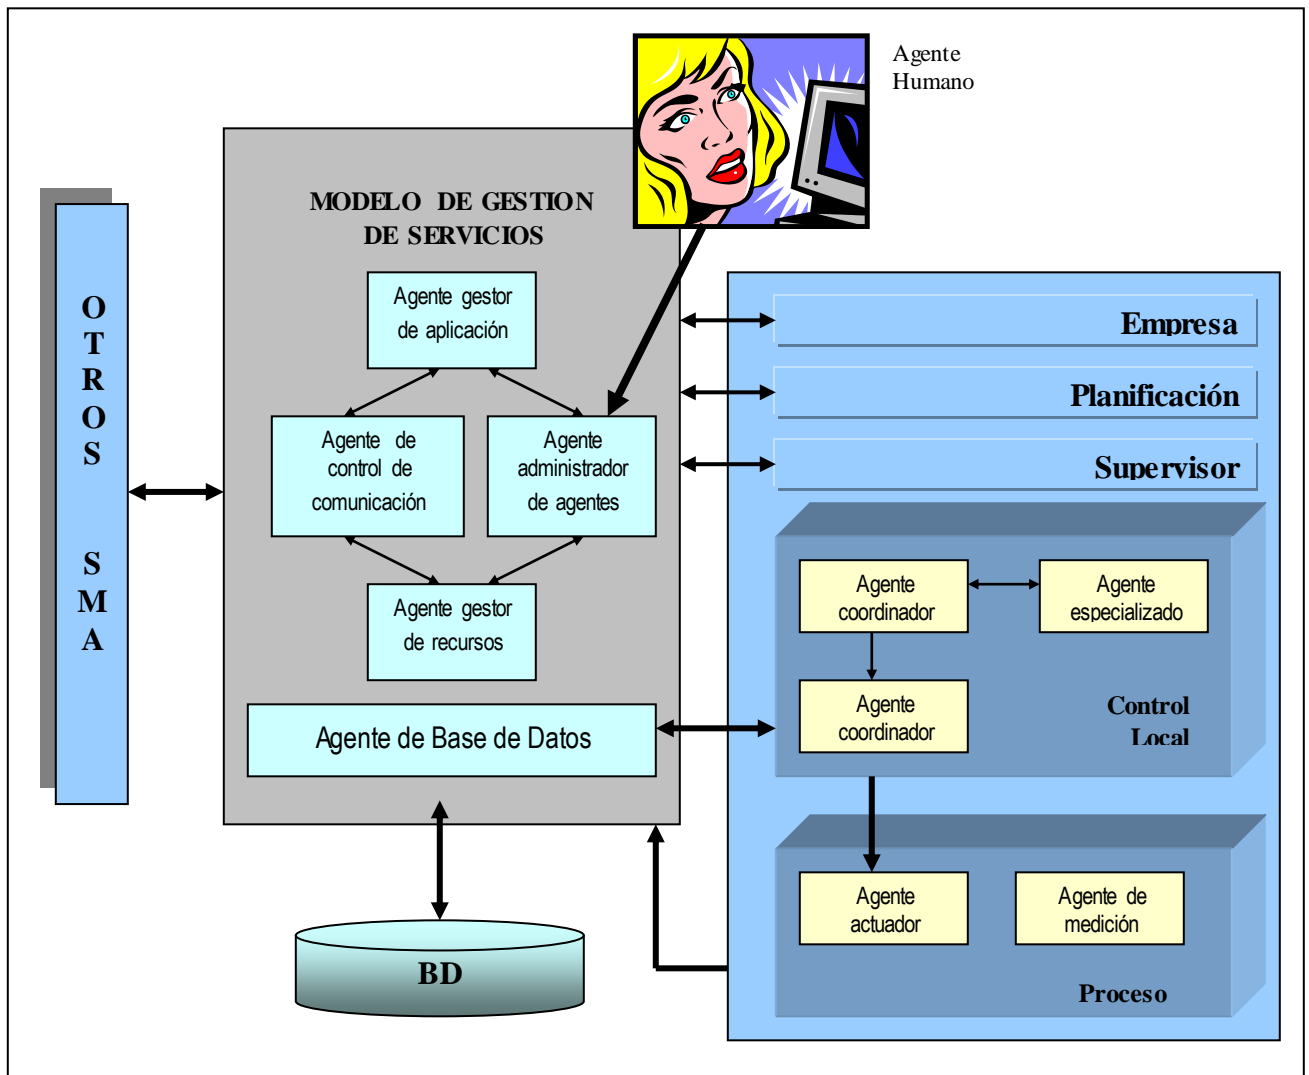 Agente
Humano
MODELO DE GESTION
DE SERVICIOS
Agente gestor
de aplicación
Agente de
control de
comunicación
Agente
administrador
de agentes
Agente gestor
de recursos
Agente de Base de Datos
BD
OTROS SMA
Empresa
Planificación
Supervisor
Agente
coordinador
Agente
especializado
Agente
coordinador
Control
Local
Agente
actuador
Agente de
medición
Proceso